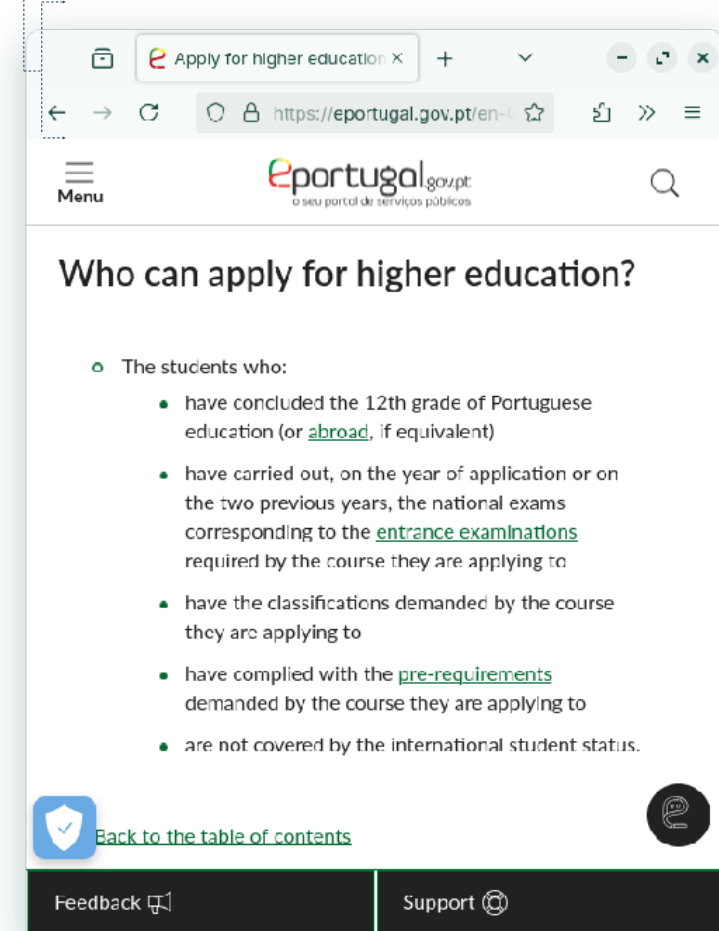 Apply for higher education
https://eportugal.gov.pt/en-
Menu
eportugal.gov.pt
o seu portal de serviços públicos
Who can apply for higher education?
The students who:
have concluded the 12th grade of Portuguese
education (or abroad, if equivalent)
have carried out, on the year of application or on
the two previous years, the national exams
corresponding to the entrance examinations
required by the course they are applying to
have the classifications demanded by the course
they are applying to
have complied with the pre-requirements
demanded by the course they are applying to
are not covered by the international student status.
Back to the table of contents
Feedback
Support